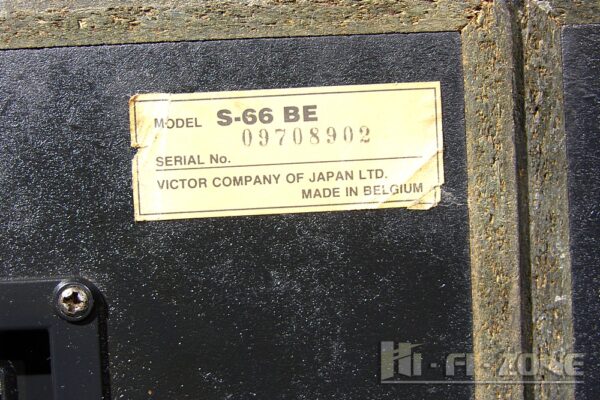 MODEL S-66 BE
09708902
SERIAL No.
VICTOR COMPANY OF JAPAN LTD.
MADE IN BELGIUM
Hi-Fi-ZONE